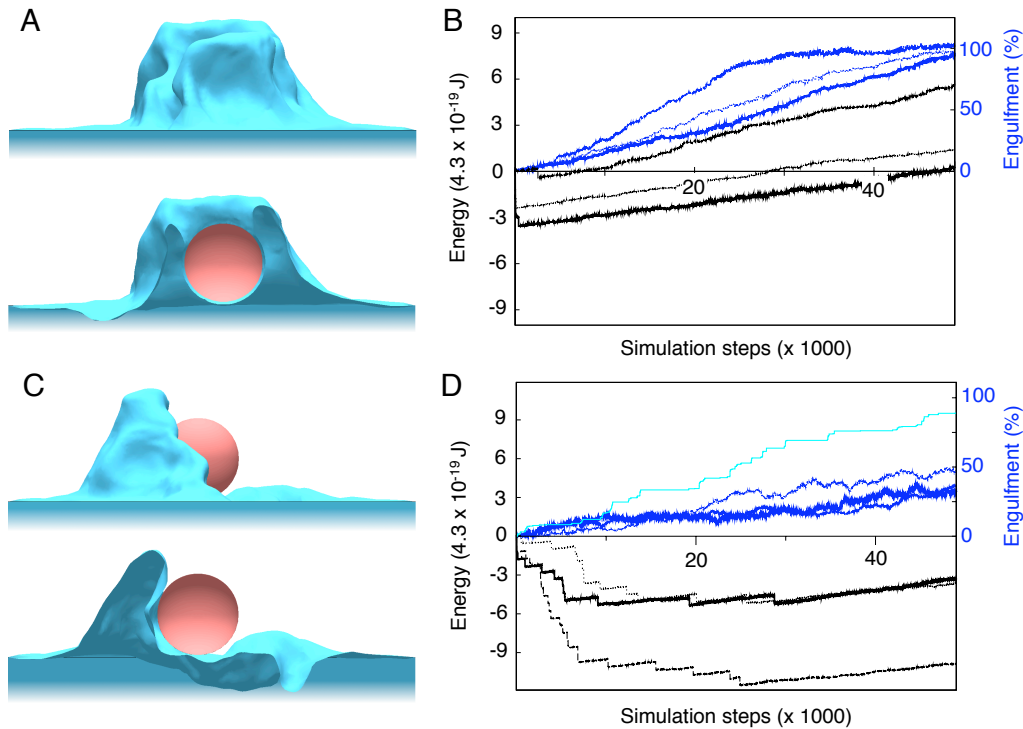 A
B
9
6
3
0
-3
-6
-9
Energy (4.3 x 10-19 J)
20
40
100
50
0
Engulfment (%)
Simulation steps (x 1000)
C
D
9
6
3
0
-3
-6
-9
Energy (4.3 x 10-19 J)
20
40
100
50
0
Engulfment (%)
Simulation steps (x 1000)